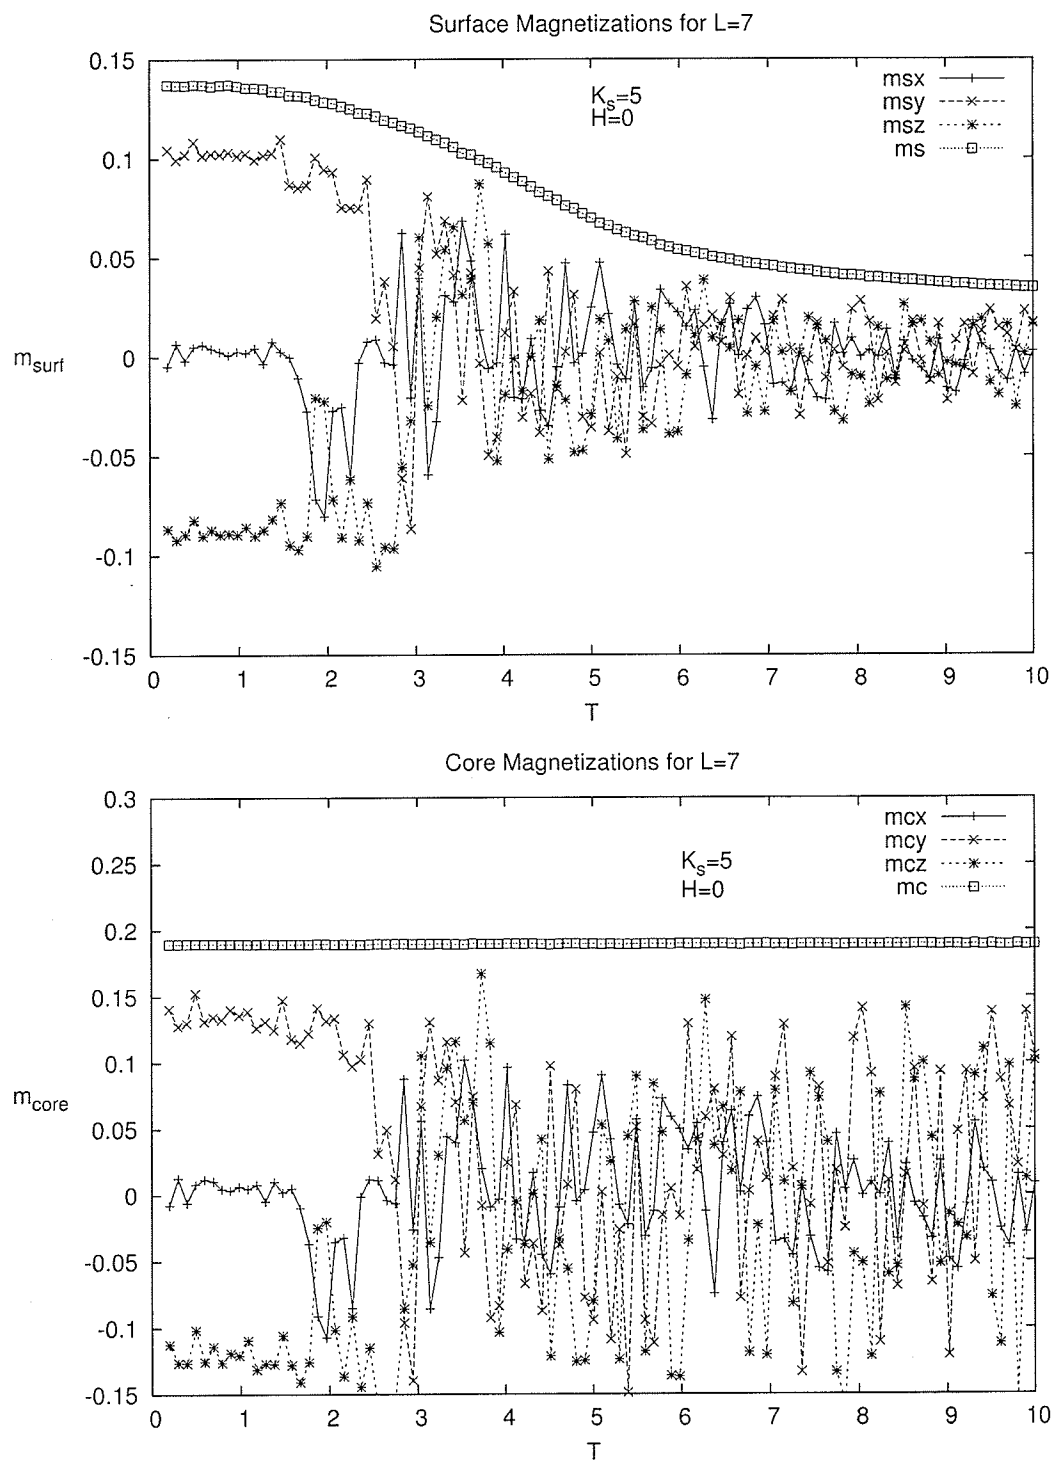 Surface Magnetizations for L=7
0.15
0.1
0.05
0
-0.05
-0.1
-0.15
m_surf
K_s=5
H=0
msx
msy
msz
ms
0 1 2 3 4 5 6 7 8 9 10
T
Core Magnetizations for L=7
0.3
0.25
0.2
0.15
0.1
0.05
0
-0.05
-0.1
-0.15
m_core
K_s=5
H=0
mcx
mcy
mcz
mc
0 1 2 3 4 5 6 7 8 9 10
T